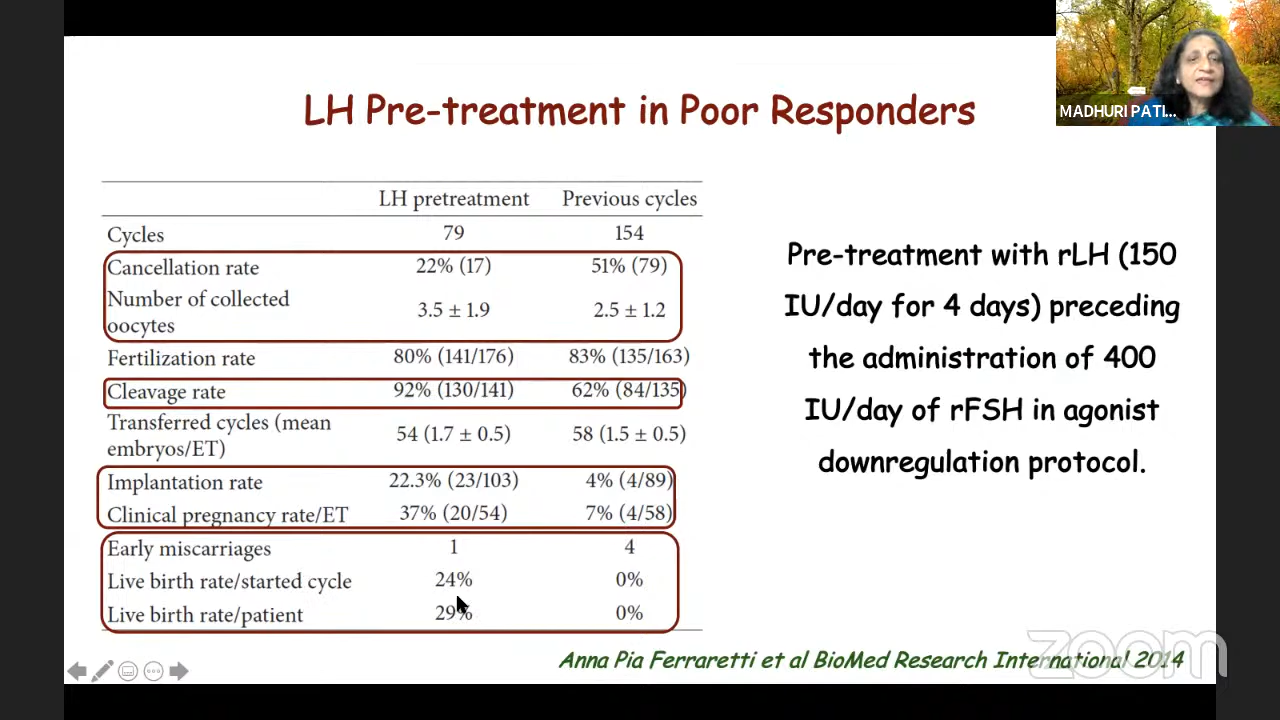 LH Pre-treatment in Poor Responders
MADHURI PATI...
LH pretreatment Previous cycles
Cycles 79 154
Cancellation rate 22% (17) 51% (79)
Number of collected
oocytes 3.5 ± 1.9 2.5 ± 1.2
Fertilization rate 80% (141/176) 83% (135/163)
Cleavage rate 92% (130/141) 62% (84/135)
Transferred cycles (mean
embryos/ET) 54 (1.7 ± 0.5) 58 (1.5 ± 0.5)
Implantation rate 22.3% (23/103) 4% (4/89)
Clinical pregnancy rate/ET 37% (20/54) 7% (4/58)
Early miscarriages 1 4
Live birth rate/started cycle 24% 0%
Live birth rate/patient 29% 0%
Pre-treatment with rLH (150
IU/day for 4 days) preceding
the administration of 400
IU/day of rFSH in agonist
downregulation protocol.
Anna Pia Ferraretti et al BioMed Research International 2014
zoom